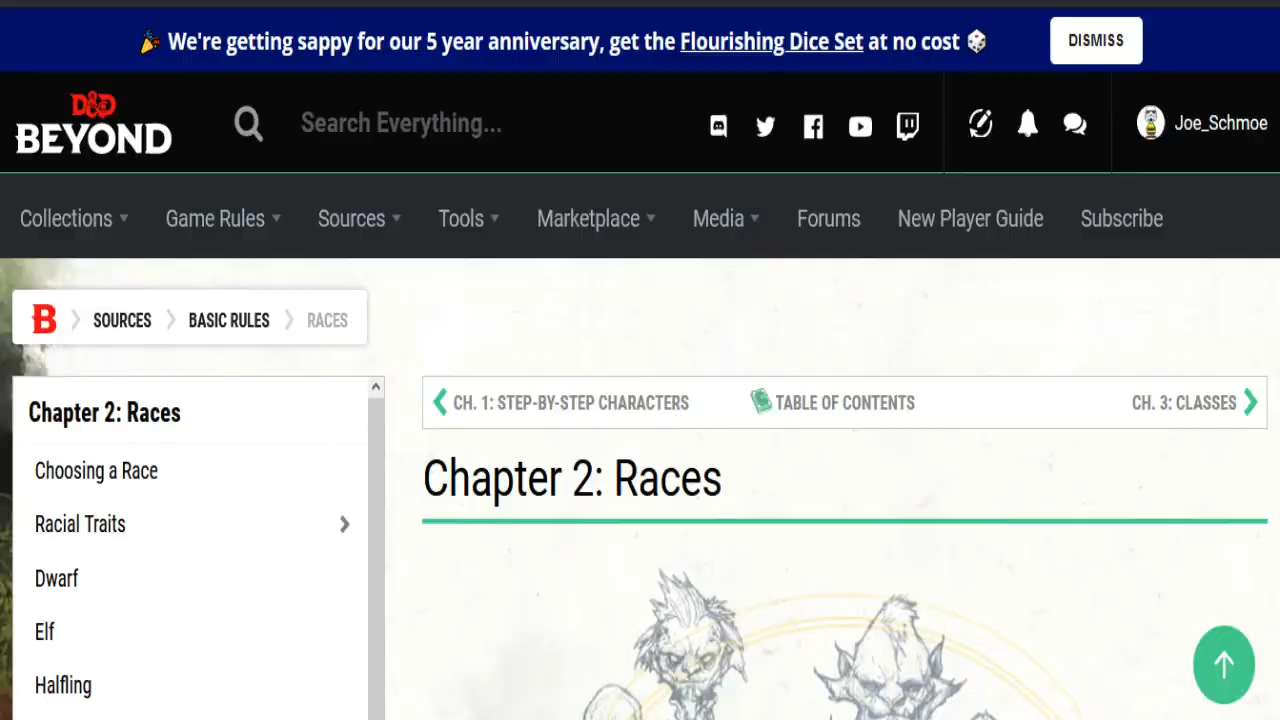 We're getting sappy for our 5 year anniversary, get the Flourishing Dice Set at no cost
DISMISS
D&D
BEYOND
Search Everything...
Joe_Schmoe
Collections
Game Rules
Sources
Tools
Marketplace
Media
Forums
New Player Guide
Subscribe
B
SOURCES
BASIC RULES
RACES
Chapter 2: Races
Choosing a Race
Racial Traits
Dwarf
Elf
Halfling
CH. 1: STEP-BY-STEP CHARACTERS
TABLE OF CONTENTS
CH. 3: CLASSES
Chapter 2: Races